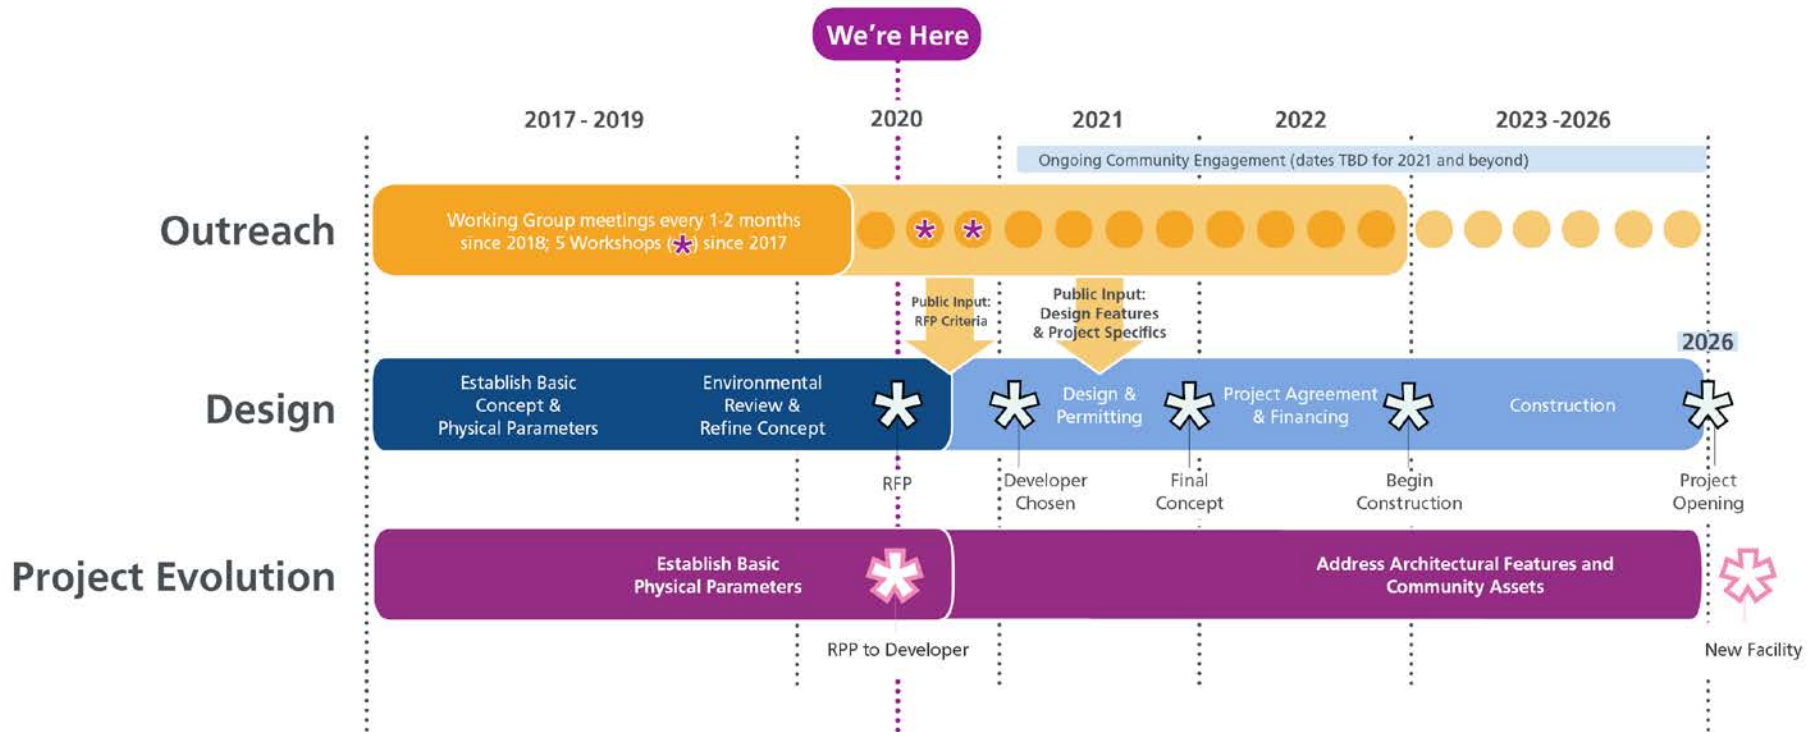 We're Here
2017 - 2019
2020
2021
2022
2023 -2026
Ongoing Community Engagement (dates TBD for 2021 and beyond)
Outreach
Working Group meetings every 1-2 months
since 2018; 5 Workshops (*) since 2017
* *
Public Input:
RFP Criteria
Public Input:
Design Features
& Project Specifics
2026
Design
Establish Basic
Concept &
Physical Parameters
Environmental
Review &
Refine Concept
Design &
Permitting
Project Agreement
& Financing
Construction
RFP
Developer
Chosen
Final
Concept
Begin
Construction
Project
Opening
Project Evolution
Establish Basic
Physical Parameters
Address Architectural Features and
Community Assets
RPP to Developer
New Facility